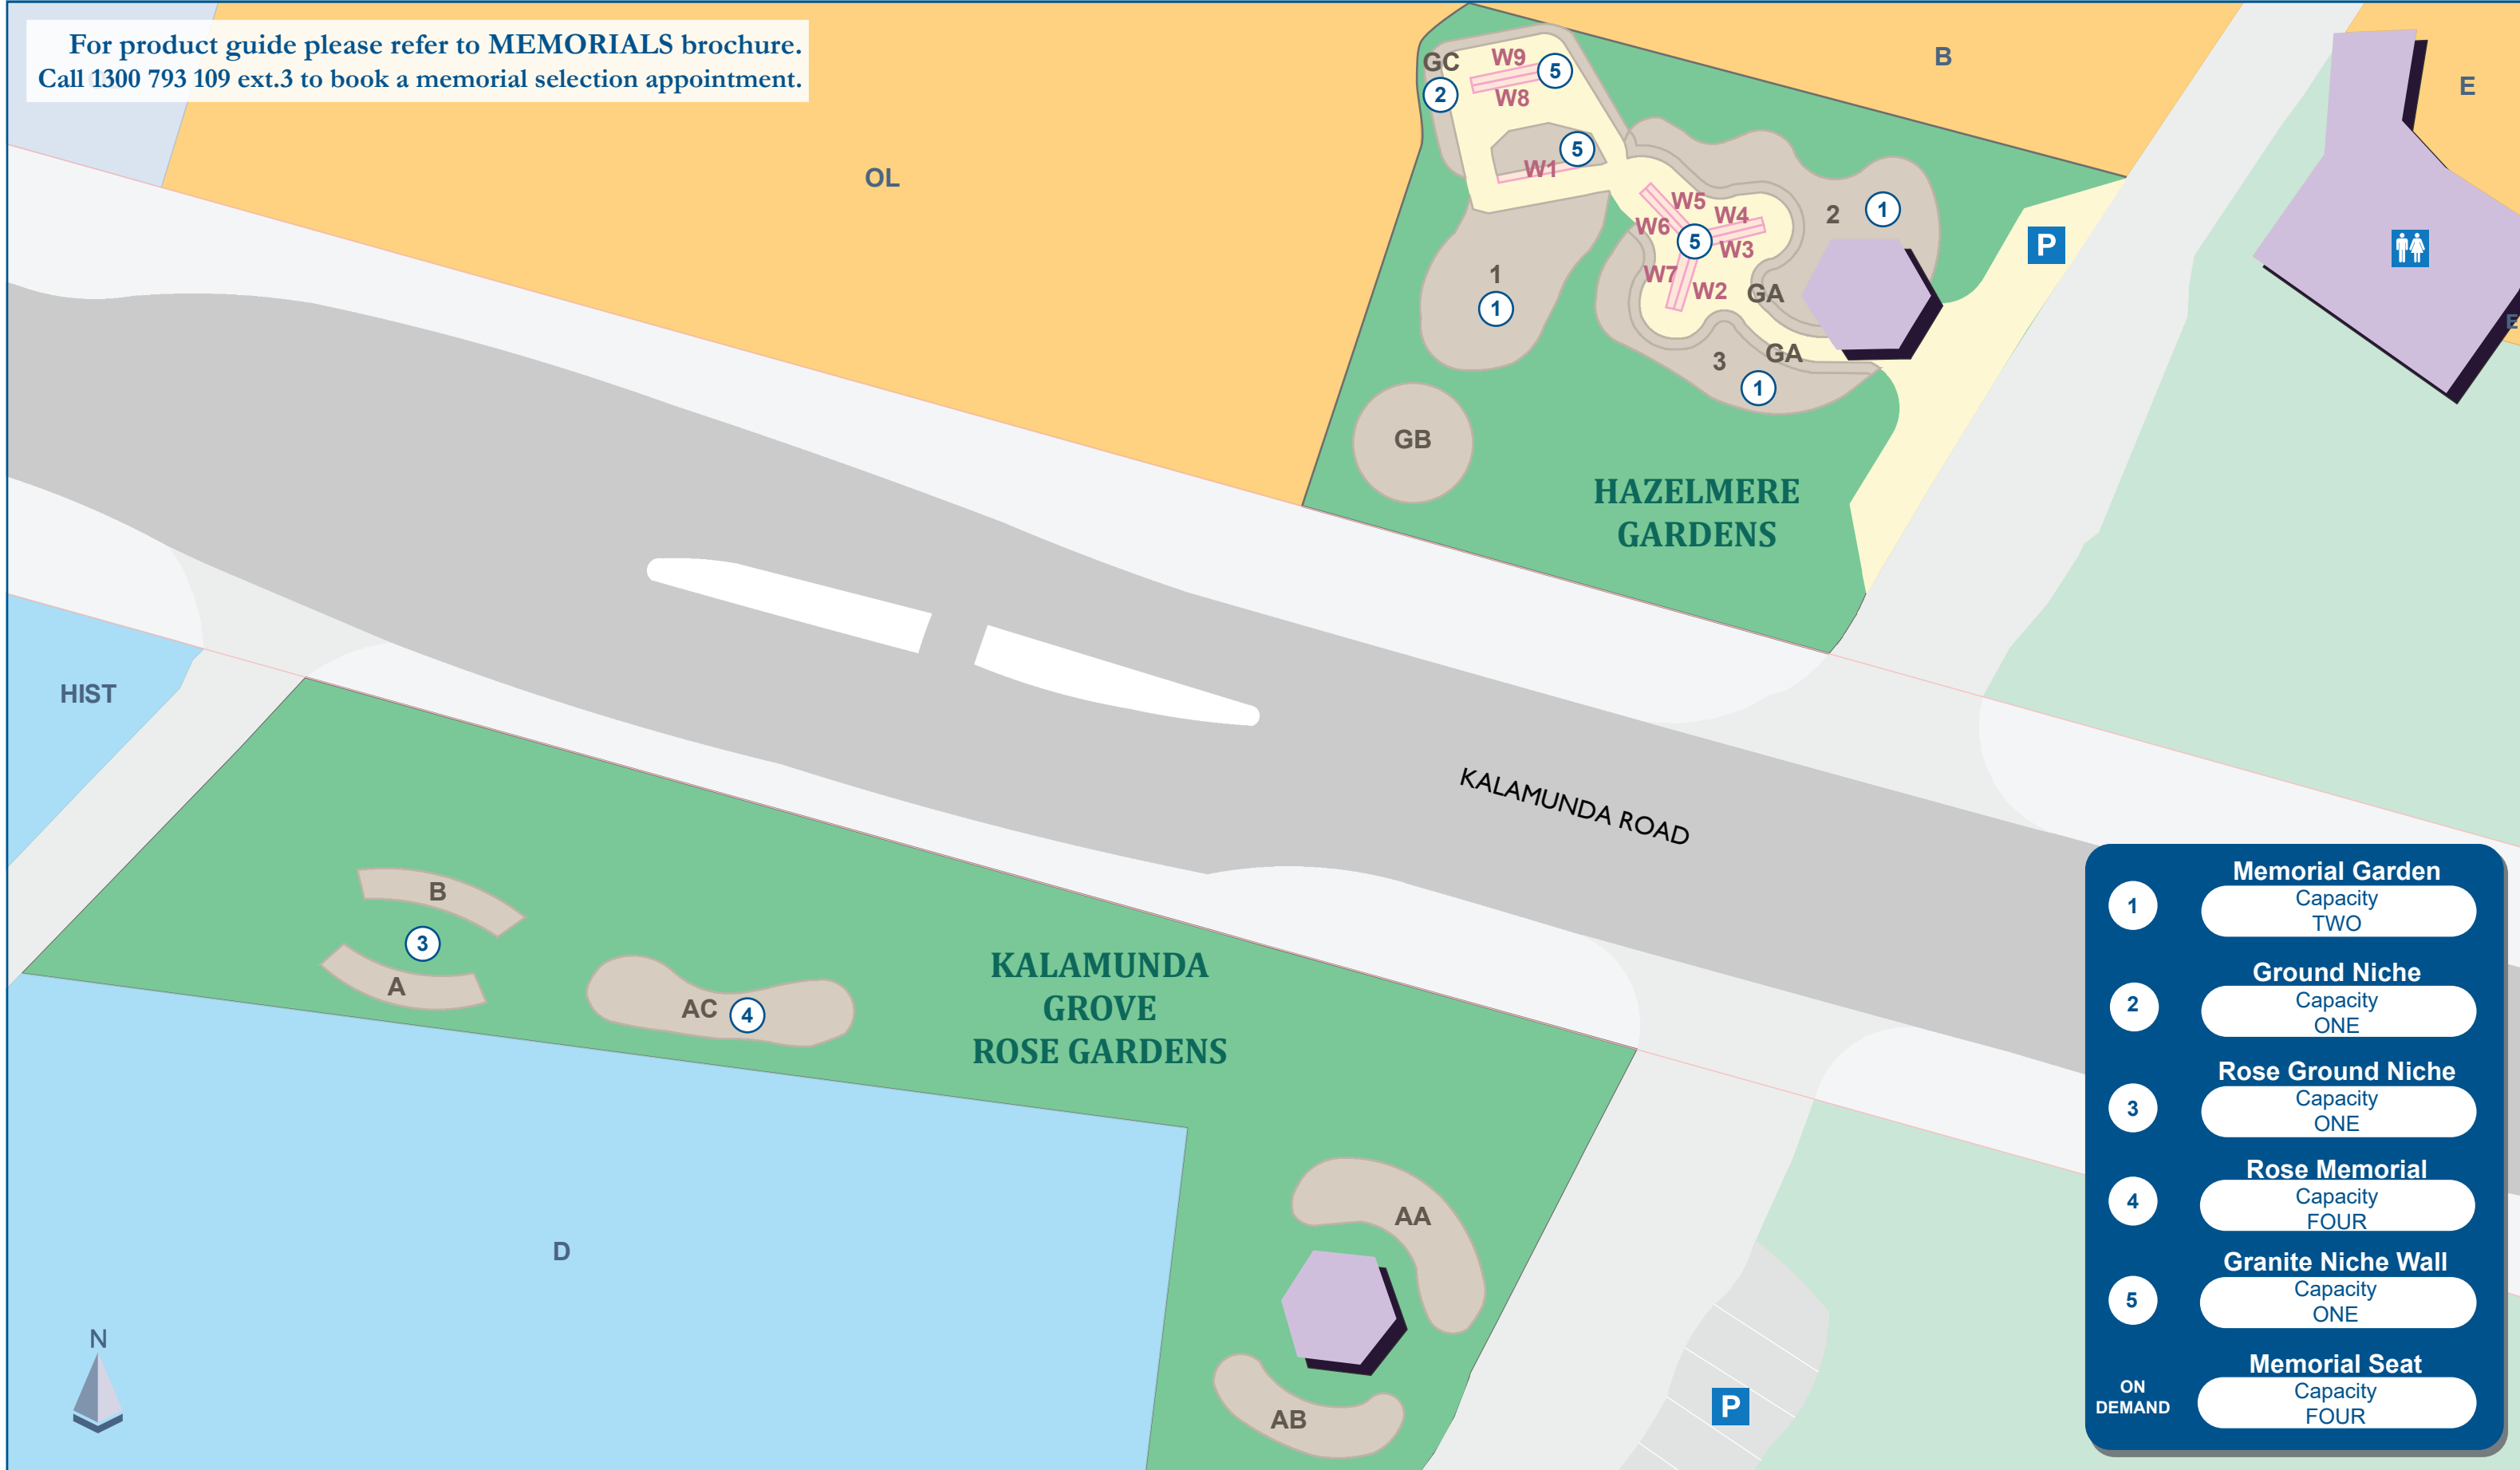 For product guide please refer to MEMORIALS brochure.
Call 1300 793 109 ext.3 to book a memorial selection appointment.
OL
B
E
E
GC
2
W9
5
W8
5
W1
W5
W4
W6
5
W3
W7
W2
2
1
P
GA
1
1
GA
3
1
GB
HAZELMERE
GARDENS
HIST
KALAMUNDA ROAD
B
3
A
AC
4
KALAMUNDA
GROVE
ROSE GARDENS
D
AA
AB
P
N
Memorial Garden
1
Capacity
TWO
Ground Niche
2
Capacity
ONE
Rose Ground Niche
3
Capacity
ONE
Rose Memorial
4
Capacity
FOUR
Granite Niche Wall
5
Capacity
ONE
Memorial Seat
ON
DEMAND
Capacity
FOUR